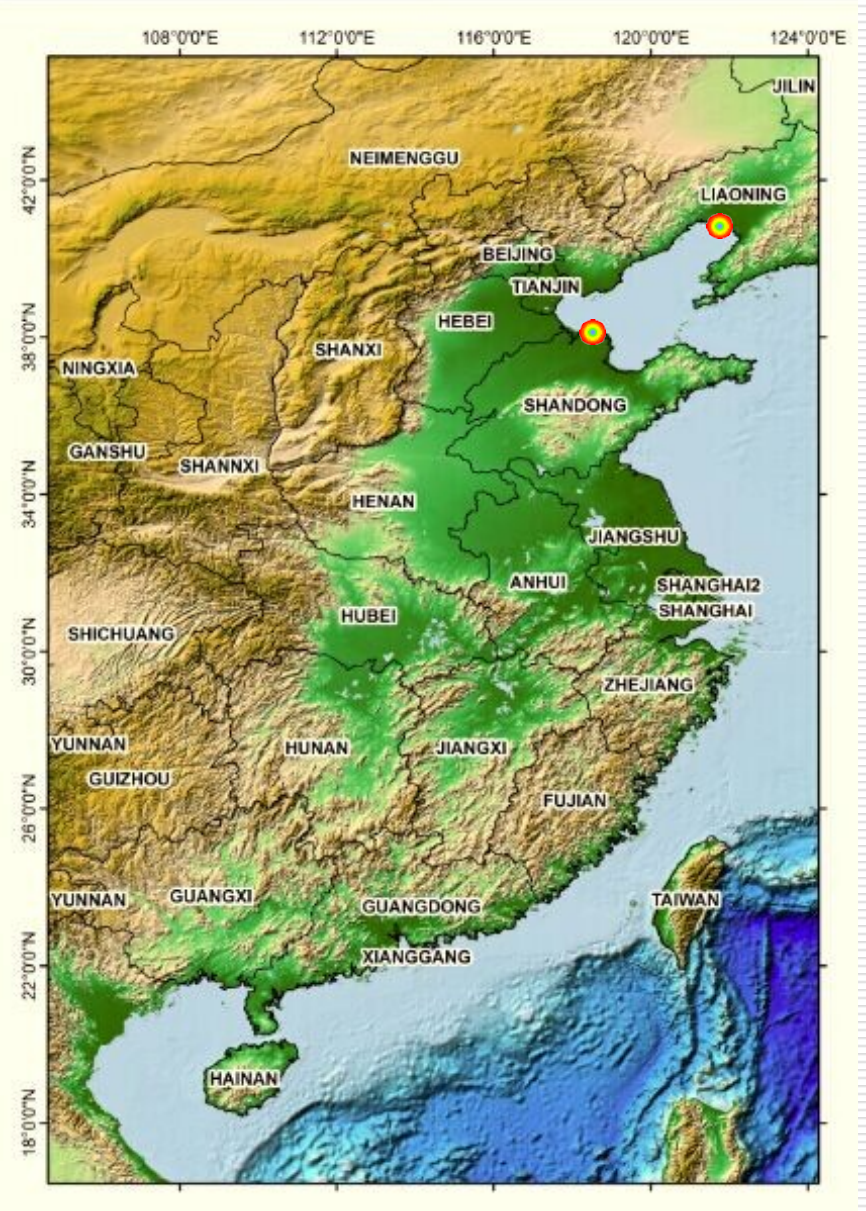 108°0'0"E 112°0'0"E 116°0'0"E 120°0'0"E 124°0'0"E
JILIN
NEIMENGGU
42°0'0"N
LIAONING
BEIJING
TIANJIN
HEBEI
38°0'0"N
SHANXI
NINGXIA
SHANDONG
GANSHU
SHANNXI
34°0'0"N
HENAN
JIANGSHU
ANHUI
SHANGHAI2
SHANGHAI
HUBEI
SHICHUANG
30°0'0"N
ZHEJIANG
YUNNAN
HUNAN
JIANGXI
GUIZHOU
26°0'0"N
FUJIAN
YUNNAN
GUANGXI
GUANGDONG
TAIWAN
XIANGGANG
22°0'0"N
HAINAN
18°0'0"N